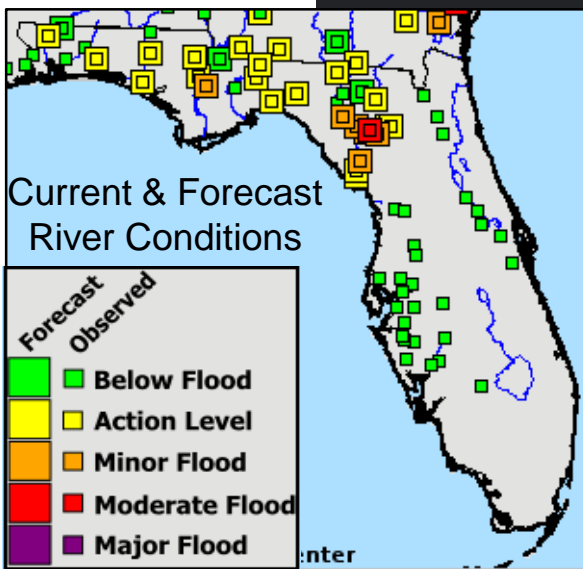 Current & Forecast
River Conditions
Forecast
Observed
Below Flood
Action Level
Minor Flood
Moderate Flood
Major Flood
enter